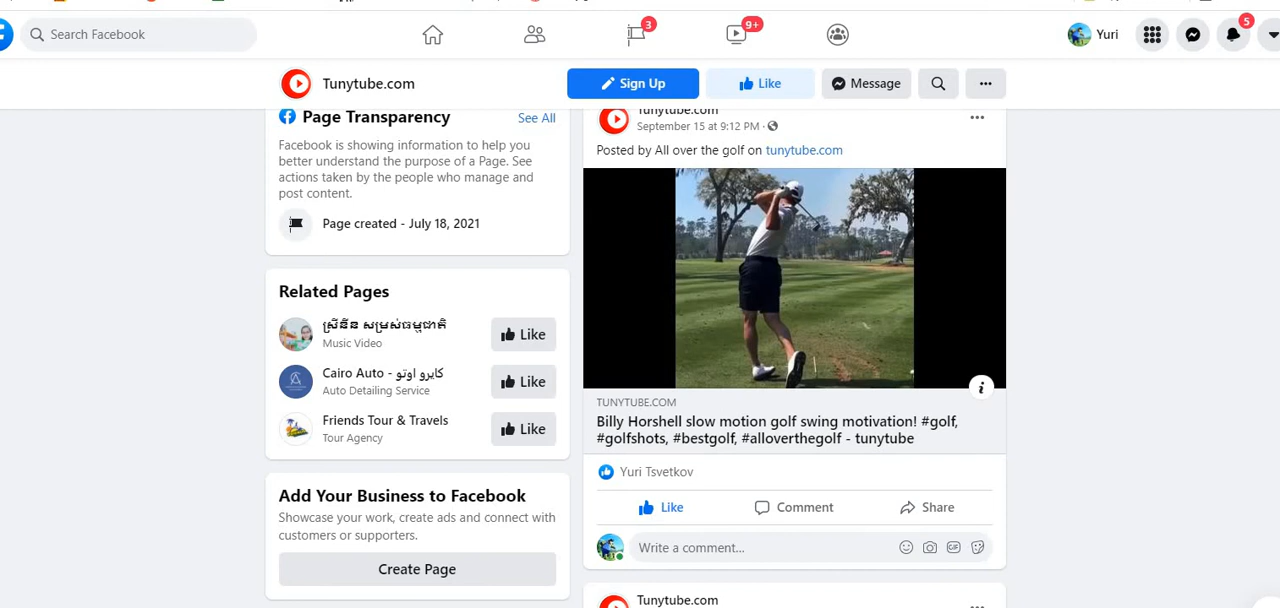 Search Facebook
3
9+
Yuri
5
Tunytube.com
Sign Up
Like
Message
Page Transparency
See All
Facebook is showing information to help you
better understand the purpose of a Page. See
actions taken by the people who manage and
post content.
Page created - July 18, 2021
Related Pages
ស្រីនីន សម្រស់ធម្មជាតិ
Music Video
Like
Cairo Auto - كايرو اوتو
Auto Detailing Service
Like
Friends Tour & Travels
Tour Agency
Like
Add Your Business to Facebook
Showcase your work, create ads and connect with
customers or supporters.
Create Page
Tunytube.com
September 15 at 9:12 PM ·
Posted by All over the golf on tunytube.com
TUNYTUBE.COM
Billy Horshell slow motion golf swing motivation! #golf,
#golfshots, #bestgolf, #alloverthegolf - tunytube
Yuri Tsvetkov
Like
Comment
Share
Write a comment...
GIF
Tunytube.com